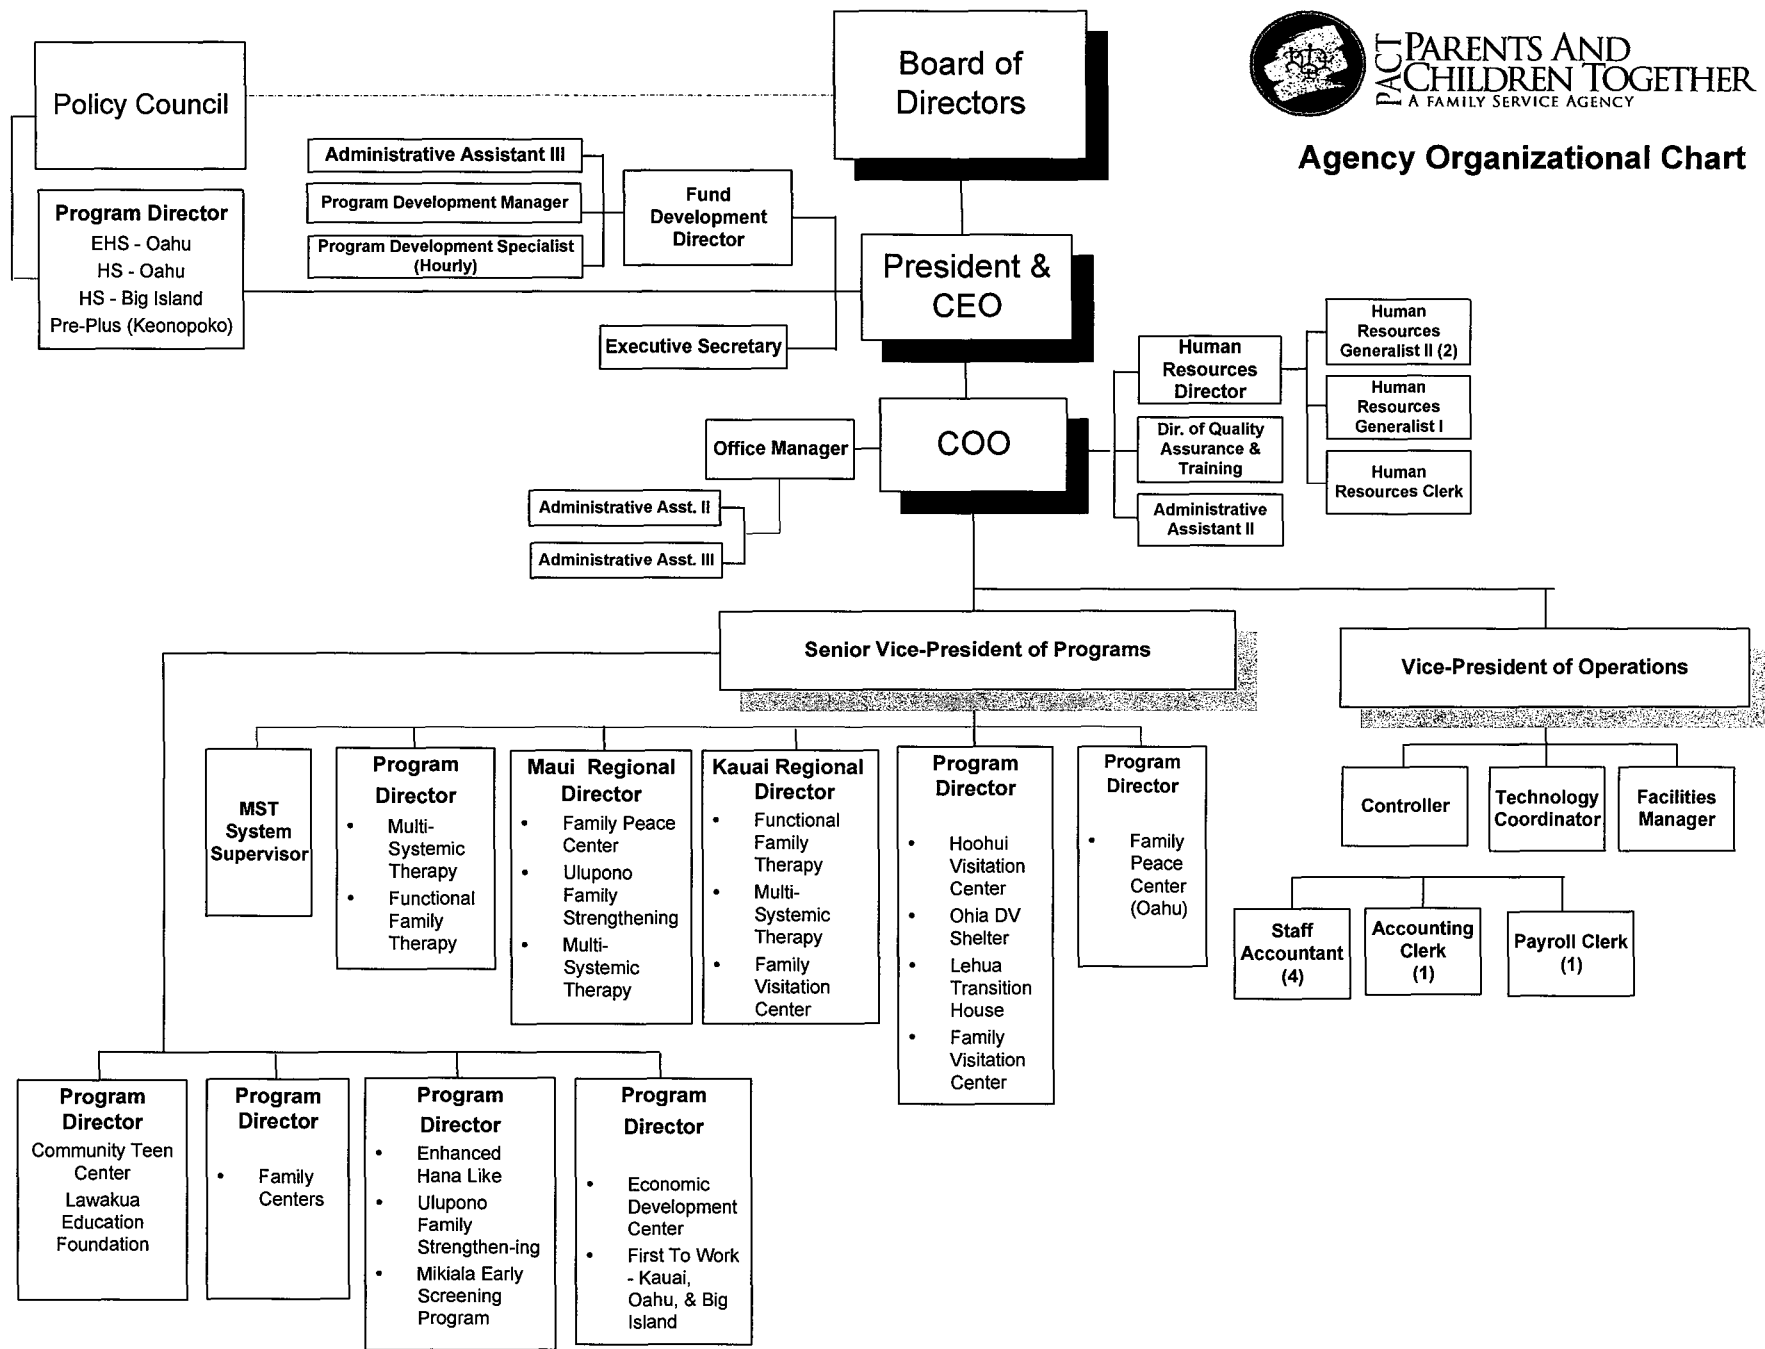 PACT
PARENTS AND
CHILDREN TOGETHER
A FAMILY SERVICE AGENCY
Agency Organizational Chart
Board of
Directors
Policy Council
Program Director
EHS - Oahu
HS - Oahu
HS - Big Island
Pre-Plus (Keonopoko)
Administrative Assistant III
Program Development Manager
Program Development Specialist
(Hourly)
Fund
Development
Director
President &
CEO
Executive Secretary
Human
Resources
Director
Human
Resources
Generalist II (2)
Human
Resources
Generalist I
Human
Resources Clerk
Dir. of Quality
Assurance &
Training
Administrative
Assistant II
COO
Office Manager
Administrative Asst. II
Administrative Asst. III
Senior Vice-President of Programs
Vice-President of Operations
MST
System
Supervisor
Program
Director
• Multi-
Systemic
Therapy
• Functional
Family
Therapy
Maui Regional
Director
• Family Peace
Center
• Ulupono
Family
Strengthening
• Multi-
Systemic
Therapy
Kauai Regional
Director
• Functional
Family
Therapy
• Multi-
Systemic
Therapy
• Family
Visitation
Center
Program
Director
• Hoohui
Visitation
Center
• Ohia DV
Shelter
• Lehua
Transition
House
• Family
Visitation
Center
Program
Director
• Family
Peace
Center
(Oahu)
Controller
Technology
Coordinator
Facilities
Manager
Staff
Accountant
(4)
Accounting
Clerk
(1)
Payroll Clerk
(1)
Program
Director
Community Teen
Center
Lawakua
Education
Foundation
Program
Director
• Family
Centers
Program
Director
• Enhanced
Hana Like
• Ulupono
Family
Strengthen-ing
• Mikiala Early
Screening
Program
Program
Director
• Economic
Development
Center
• First To Work
- Kauai,
Oahu, & Big
Island